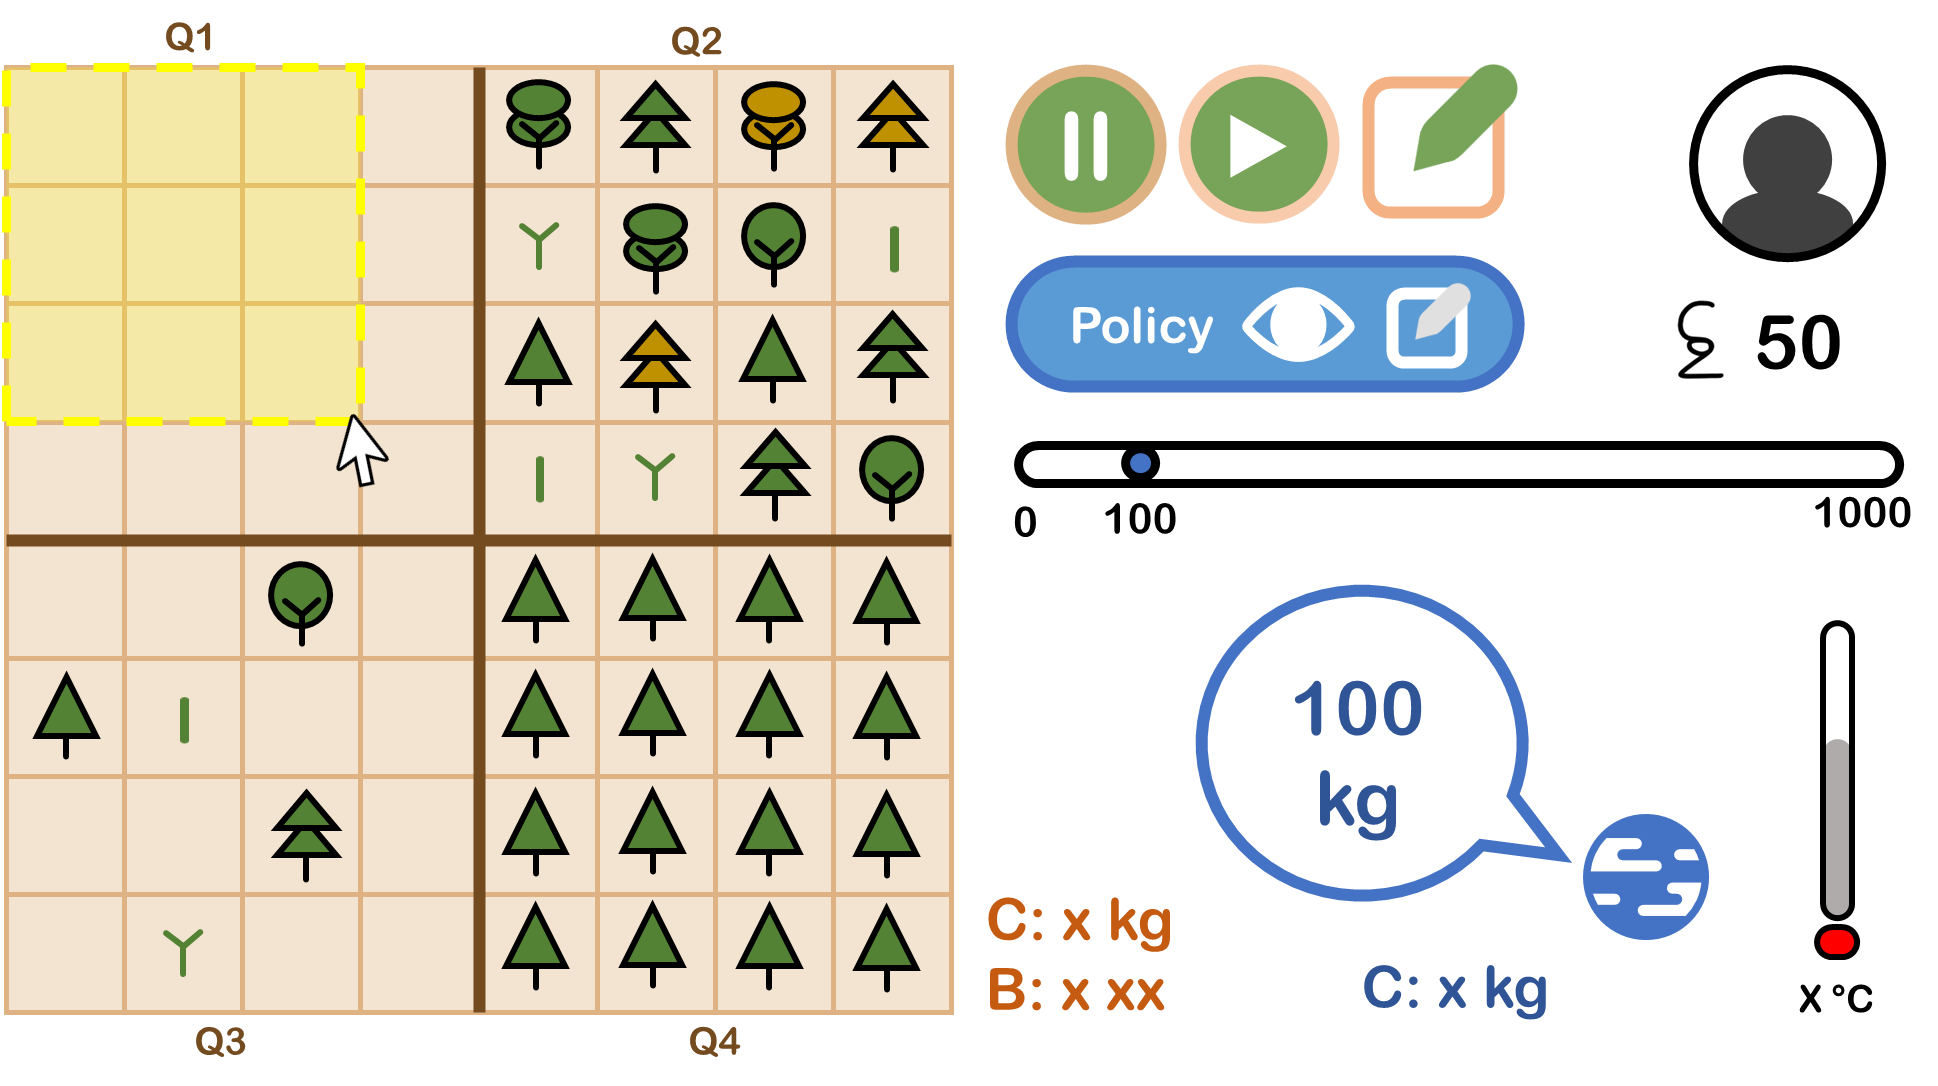 Q1
Q2
Policy
50
0
100
1000
100
kg
C: x kg
B: x xx
C: x kg
X °C
Q3
Q4